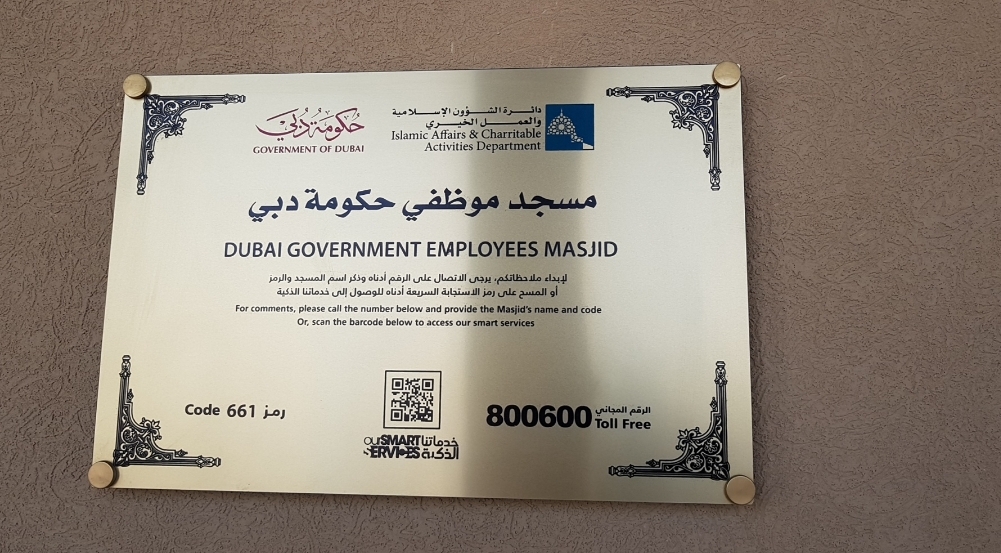 حكومة دبي
GOVERNMENT OF DUBAI
دائرة الشؤون الإسلامية
والعمل الخيري
Islamic Affairs & Charritable
Activities Department
مسجد موظفي حكومة دبي
DUBAI GOVERNMENT EMPLOYEES MASJID
لإبداء ملاحظاتكم، يرجى الاتصال على الرقم أدناه وذكر اسم المسجد والرمز
أو المسح على رمز الاستجابة السريعة أدناه للوصول إلى خدماتنا الذكية
For comments, please call the number below and provide the Masjid's name and code
Or, scan the barcode below to access our smart services
Code 661 رمز
800600
الرقم المجاني
Toll Free
OUR SMART خدماتنا
SERVICES الذكية